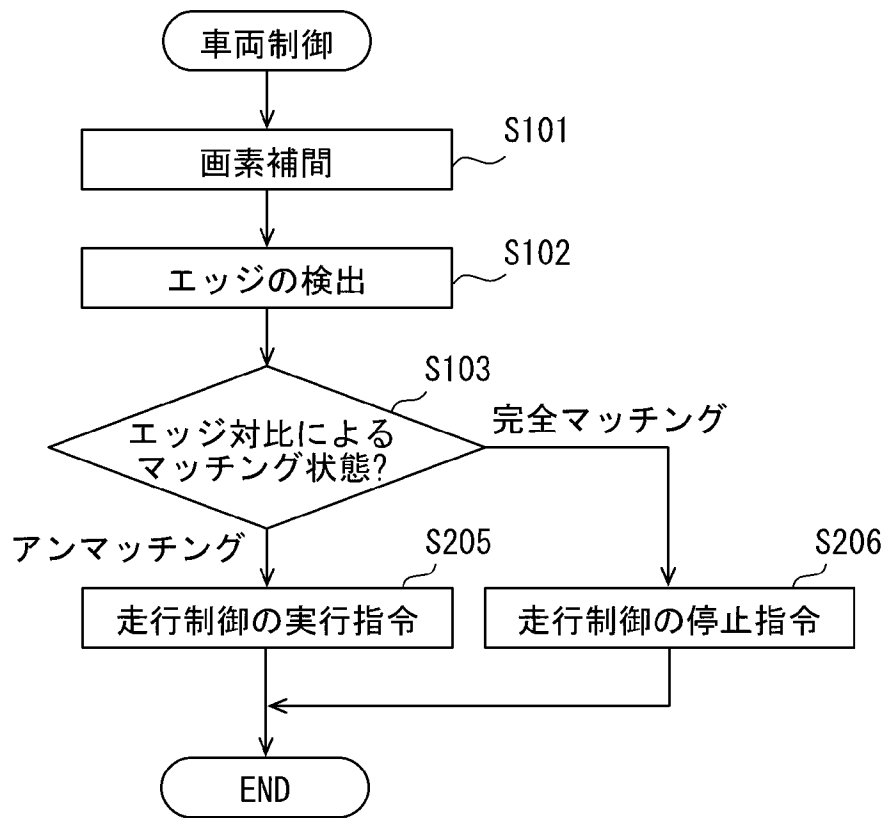 車両制御
S101
画素補間
S102
エッジの検出
S103
エッジ対比による
マッチング状態?
完全マッチング
アンマッチング
S205
走行制御の実行指令
S206
走行制御の停止指令
END